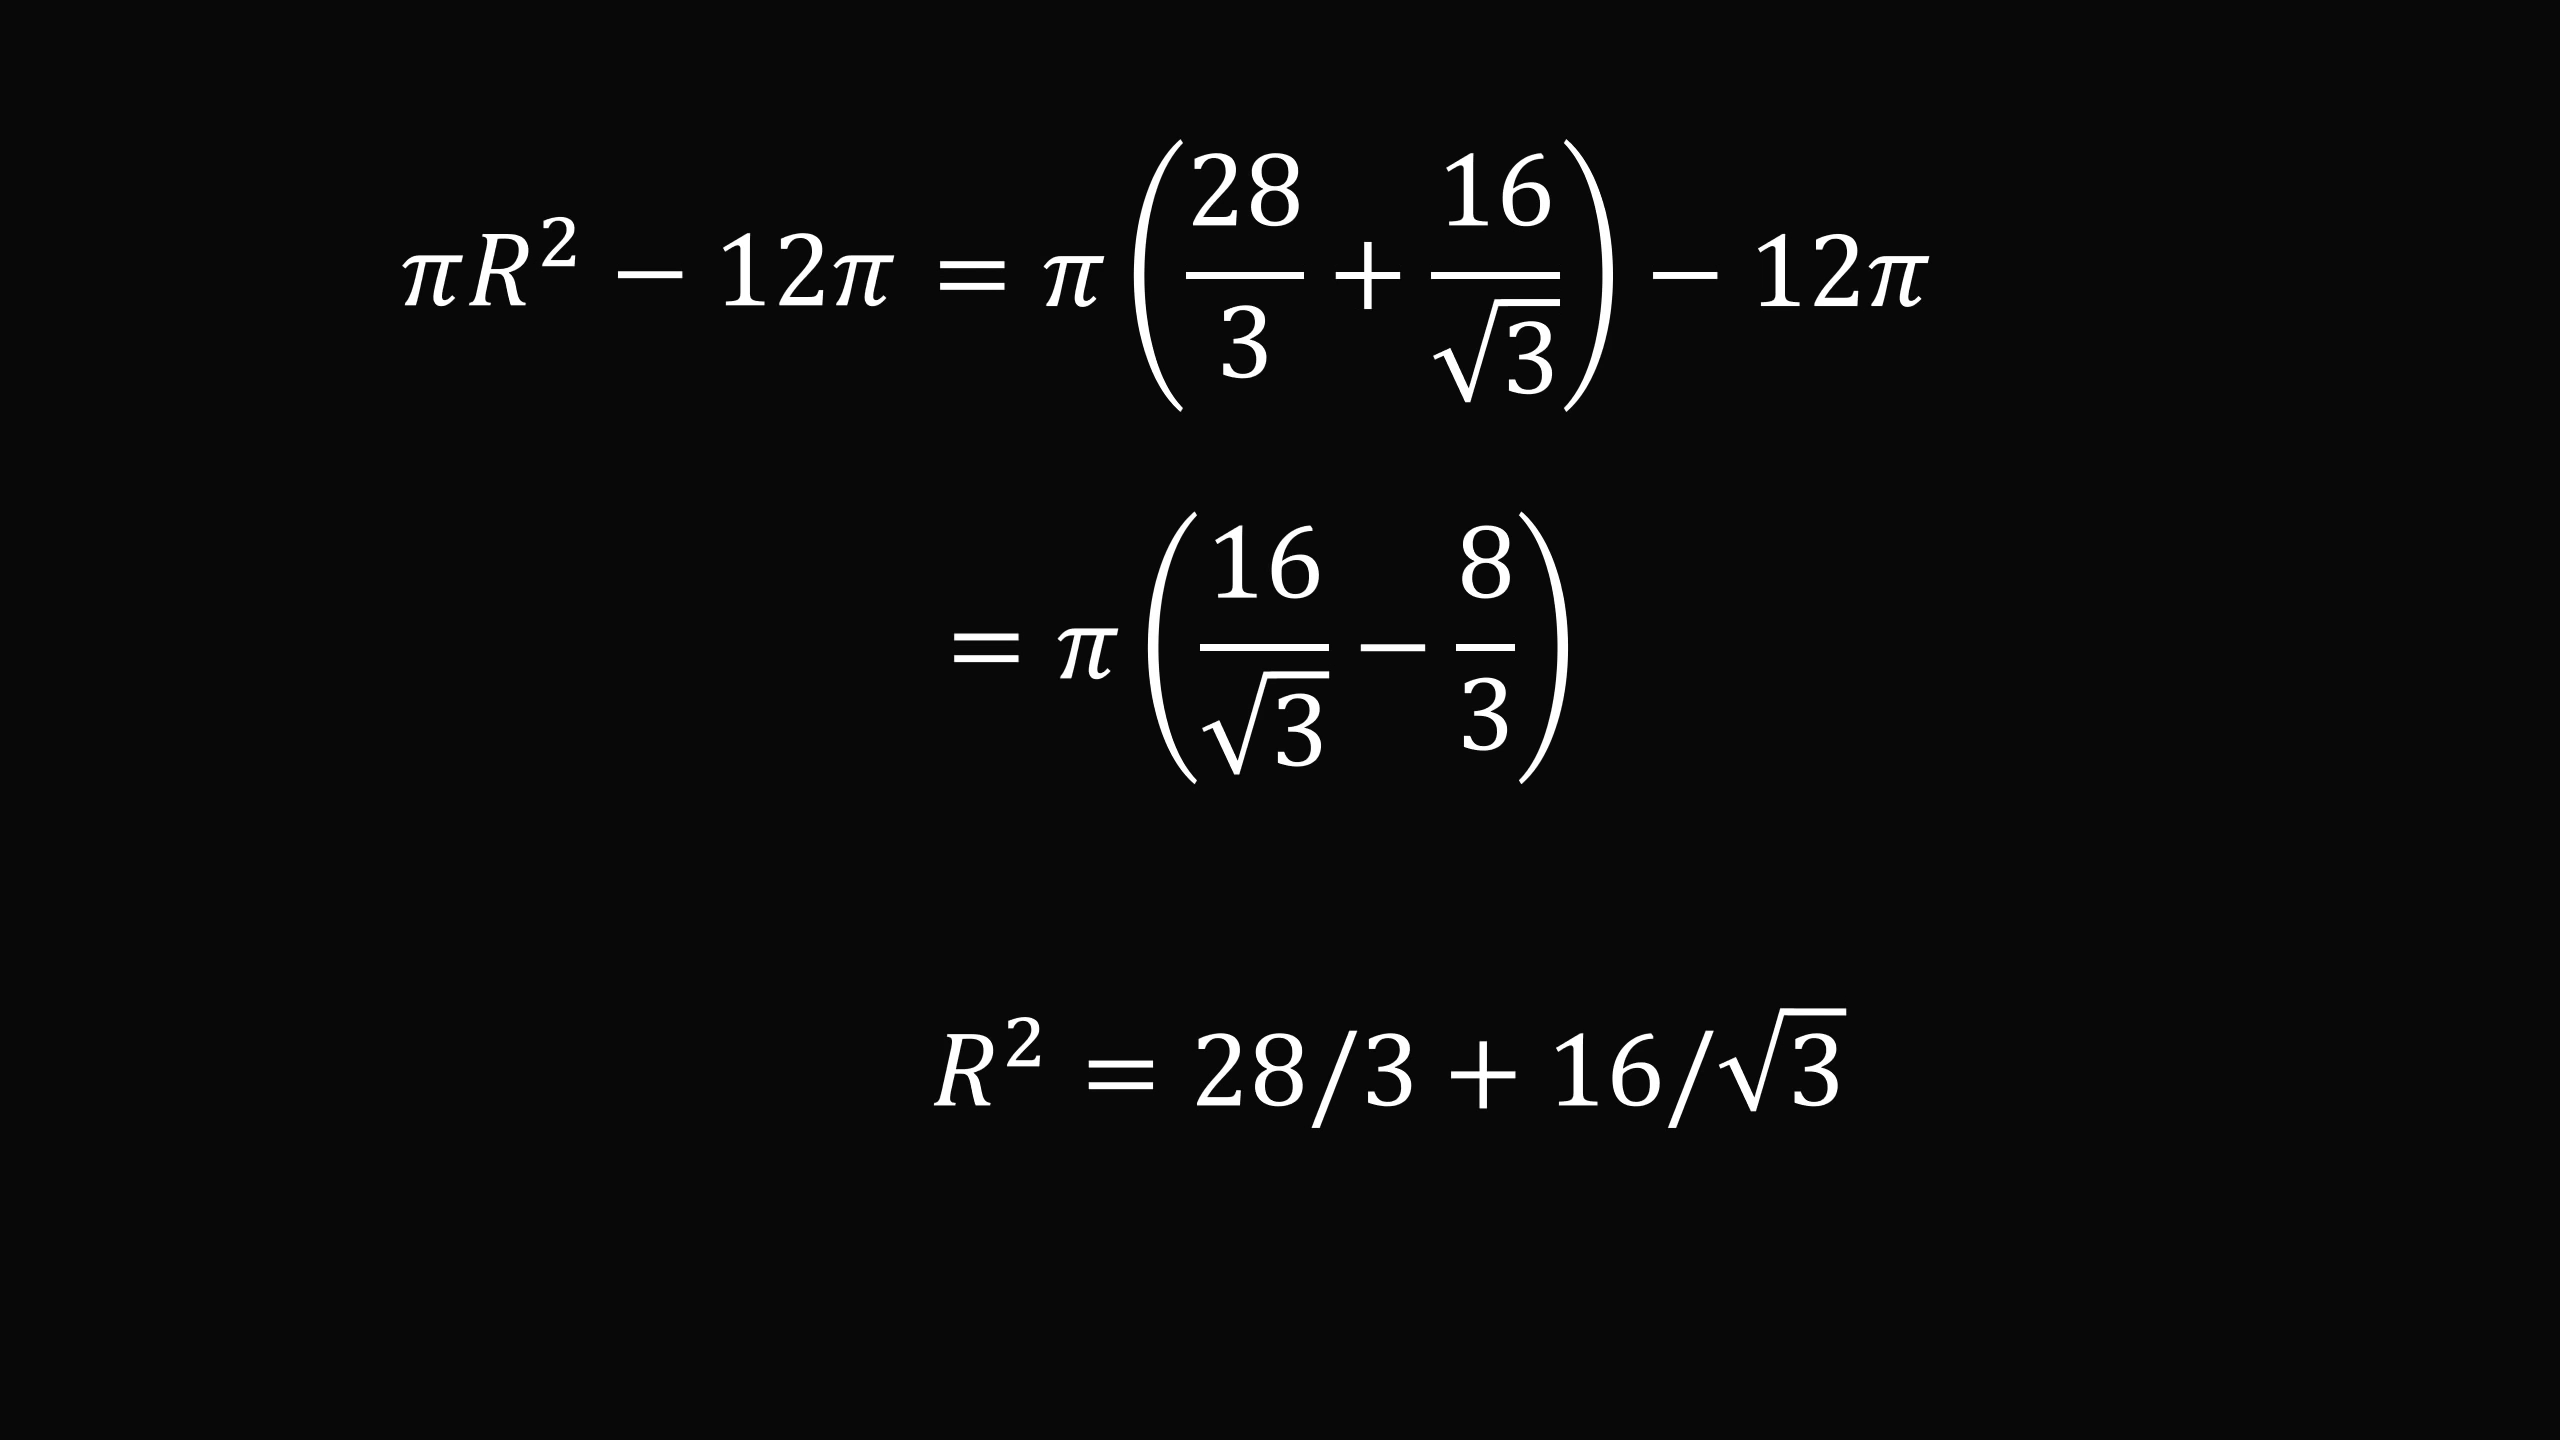 πR² − 12π = π(28/3 + 16/√3) − 12π
= π(16/√3 − 8/3)
R² = 28/3 + 16/√3